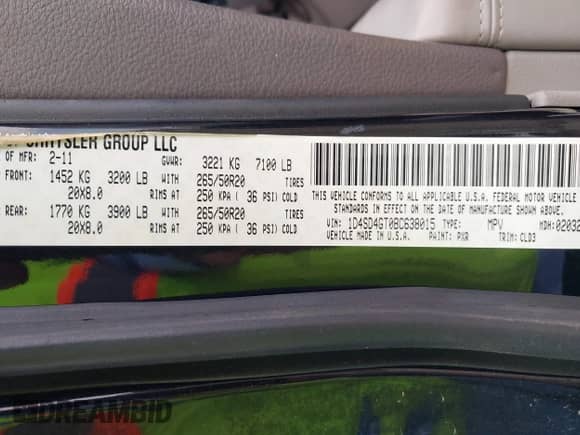 CHRYSLER GROUP LLC
OF MFR: 2-11 GVWR: 3221 KG 7100 LB
FRONT: 1452 KG 3200 LB WITH 265/50R20 TIRES
20X8.0 RIMS AT 250 KPA ( 36 PSI) COLD
REAR: 1770 KG 3900 LB WITH 265/50R20 TIRES
20X8.0 RIMS AT 250 KPA ( 36 PSI) COLD
THIS VEHICLE CONFORMS TO ALL APPLICABLE U.S.A. FEDERAL MOTOR VEHICLE
STANDARDS IN EFFECT ON THE DATE OF MANUFACTURE SHOWN ABOVE
VIN: 1D4SD4GT0BC638015 TYPE: MPV MDH:02032
VEHICLE MADE IN U.S.A. PAINT: PXR TRIM: CLD3
DREAMBID